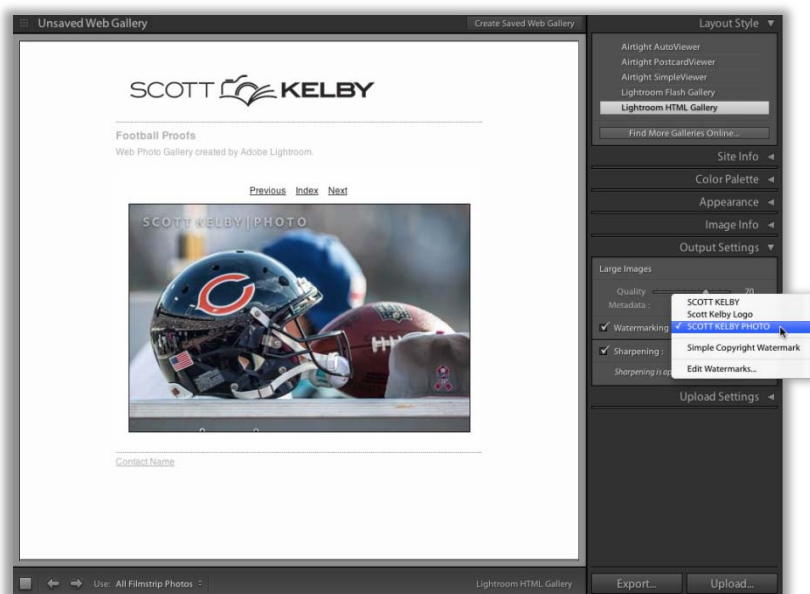 Unsaved Web Gallery
Create Saved Web Gallery
SCOTT KELBY
Football Proofs
Web Photo Gallery created by Adobe Lightroom.
Previous Index Next
SCOTT KELBY|PHOTO
Contact Name
Use: All Filmstrip Photos
Lightroom HTML Gallery
Layout Style
Airtight AutoViewer
Airtight PostcardViewer
Airtight SimpleViewer
Lightroom Flash Gallery
Lightroom HTML Gallery
Find More Galleries Online...
Site Info
Color Palette
Appearance
Image Info
Output Settings
Large Images
Quality 70
Metadata :
SCOTT KELBY
Scott Kelby Logo
Watermarking
✓ SCOTT KELBY PHOTO
Simple Copyright Watermark
Sharpening :
Edit Watermarks...
Sharpening is
Upload Settings
Export... Upload...